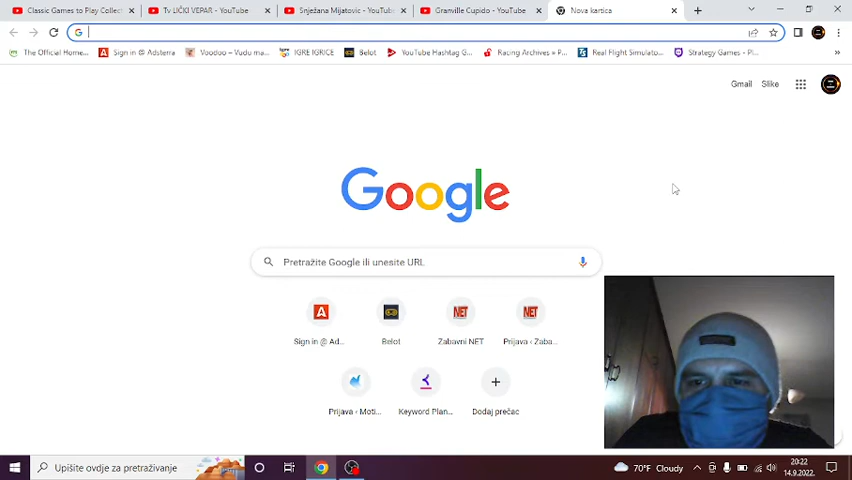 Classic Games to Play Collect
Tv LIČKI VEPAR - YouTube
Snježana Mijatovic - YouTube
Granville Cupido - YouTube
Nova kartica
The Official Home...
Sign in @ Adsterra
Voodoo – Vudu ma...
IGRE IGRICE
Belot
YouTube Hashtag G...
Racing Archives » P...
Real Flight Simulato...
Strategy Games - Pl...
Gmail
Slike
Google
Pretražite Google ili unesite URL
Sign in @ Ad...
Belot
Zabavni NET
Prijava ‹ Zaba...
Prijava ‹ Moti...
Keyword Plan...
Dodaj prečac
Upišite ovdje za pretraživanje
70°F Cloudy
20:22
14.9.2022.